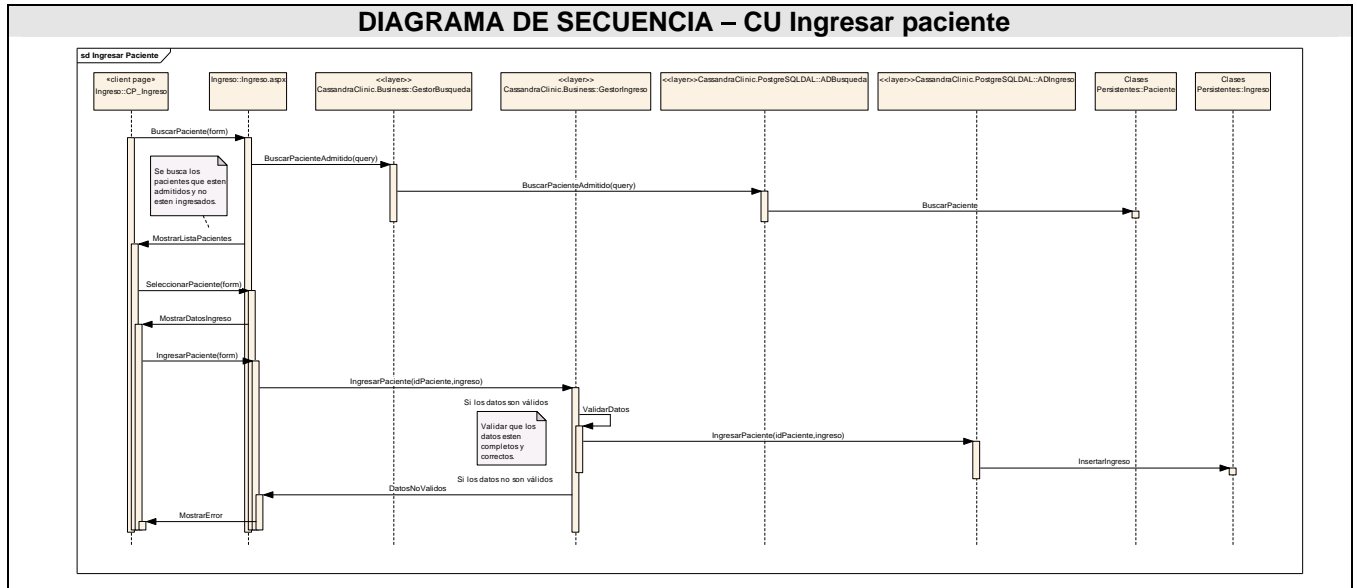 DIAGRAMA DE SECUENCIA – CU Ingresar paciente
sd Ingresar Paciente
«client page»
Ingreso::CP_Ingreso
Ingreso::Ingreso.aspx
<<layer>>
CassandraClinic.Business::GestorBusqueda
<<layer>>
CassandraClinic.Business::GestorIngreso
<<layer>>CassandraClinic.PostgreSQLDAL::ADBusqueda
<<layer>>CassandraClinic.PostgreSQLDAL::ADIngreso
Clases
Persistentes::Paciente
Clases
Persistentes::Ingreso
BuscarPaciente(form)
BuscarPacienteAdmitido(query)
Se busca los
pacientes que esten
admitidos y no
esten ingresados.
BuscarPacienteAdmitido(query)
BuscarPaciente
MostrarListaPacientes
SeleccionarPaciente(form)
MostrarDatosIngreso
IngresarPaciente(form)
IngresarPaciente(idPaciente,ingreso)
Si los datos son válidos
ValidarDatos
Validar que los
datos esten
completos y
correctos.
IngresarPaciente(idPaciente,ingreso)
InsertarIngreso
Si los datos no son válidos
DatosNoValidos
MostrarError